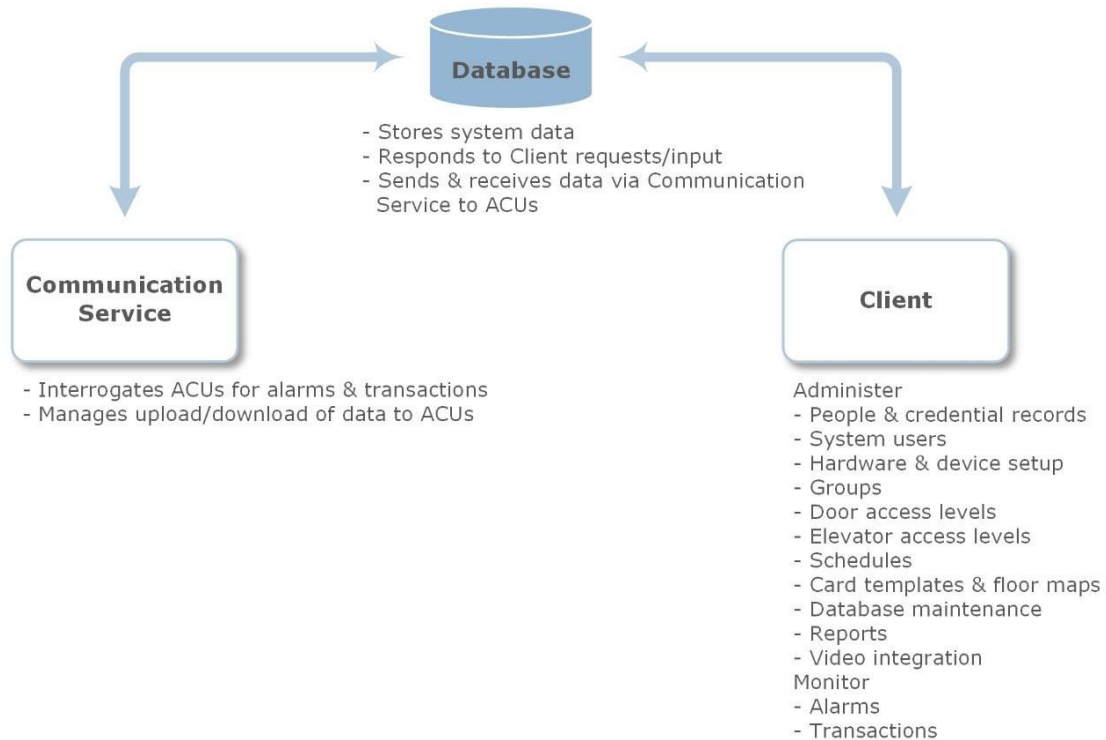 Database
- Stores system data
- Responds to Client requests/input
- Sends & receives data via Communication
Service to ACUs
Communication
Service
- Interrogates ACUs for alarms & transactions
- Manages upload/download of data to ACUs
Client
Administer
- People & credential records
- System users
- Hardware & device setup
- Groups
- Door access levels
- Elevator access levels
- Schedules
- Card templates & floor maps
- Database maintenance
- Reports
- Video integration
Monitor
- Alarms
- Transactions